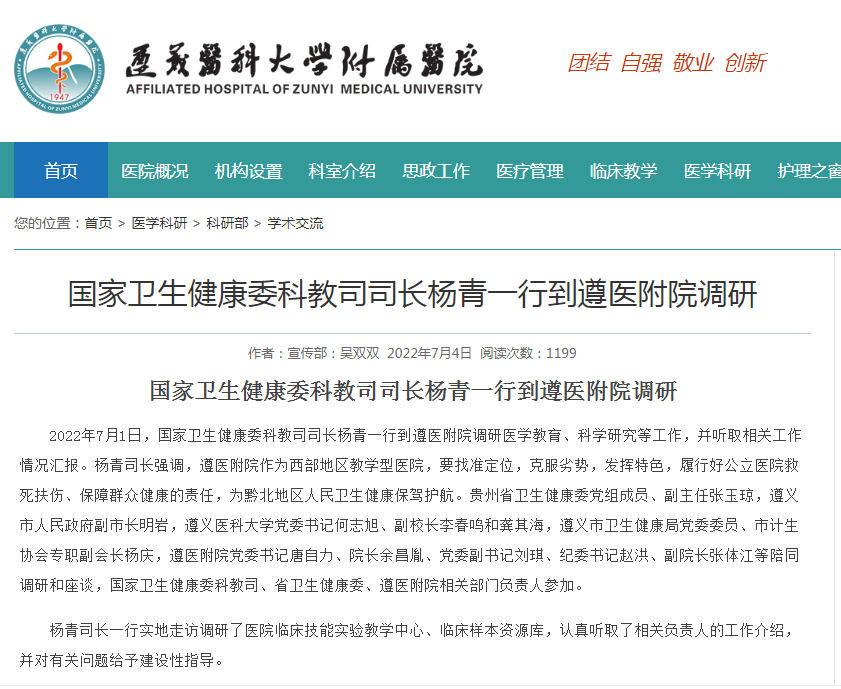 遵义医科大学附属医院
AFFILIATED HOSPITAL OF ZUNYI MEDICAL UNIVERSITY
1947
遵義醫科大學附属醫院
AFFILIATED HOSPITAL OF ZUNYI MEDICAL UNIVERSITY
团结 自强 敬业 创新
首页 医院概况 机构设置 科室介绍 思政工作 医疗管理 临床教学 医学科研 护理之窗
您的位置：首页 > 医学科研 > 科研部 > 学术交流
国家卫生健康委科教司司长杨青一行到遵医附院调研
作者：宣传部：吴双双 2022年7月4日 阅读次数：1199
国家卫生健康委科教司司长杨青一行到遵医附院调研
2022年7月1日，国家卫生健康委科教司司长杨青一行到遵医附院调研医学教育、科学研究等工作，并听取相关工作
情况汇报。杨青司长强调，遵医附院作为西部地区教学型医院，要找准定位，克服劣势，发挥特色，履行好公立医院救
死扶伤、保障群众健康的责任，为黔北地区人民卫生健康保驾护航。贵州省卫生健康委党组成员、副主任张玉琼，遵义
市人民政府副市长明岩，遵义医科大学党委书记何志旭、副校长李春鸣和龚其海，遵义市卫生健康局党委委员、市计生
协会专职副会长杨庆，遵医附院党委书记唐自力、院长余昌胤、党委副书记刘琪、纪委书记赵洪、副院长张体江等陪同
调研和座谈，国家卫生健康委科教司、省卫生健康委、遵医附院相关部门负责人参加。
杨青司长一行实地走访调研了医院临床技能实验教学中心、临床样本资源库，认真听取了相关负责人的工作介绍，
并对有关问题给予建设性指导。